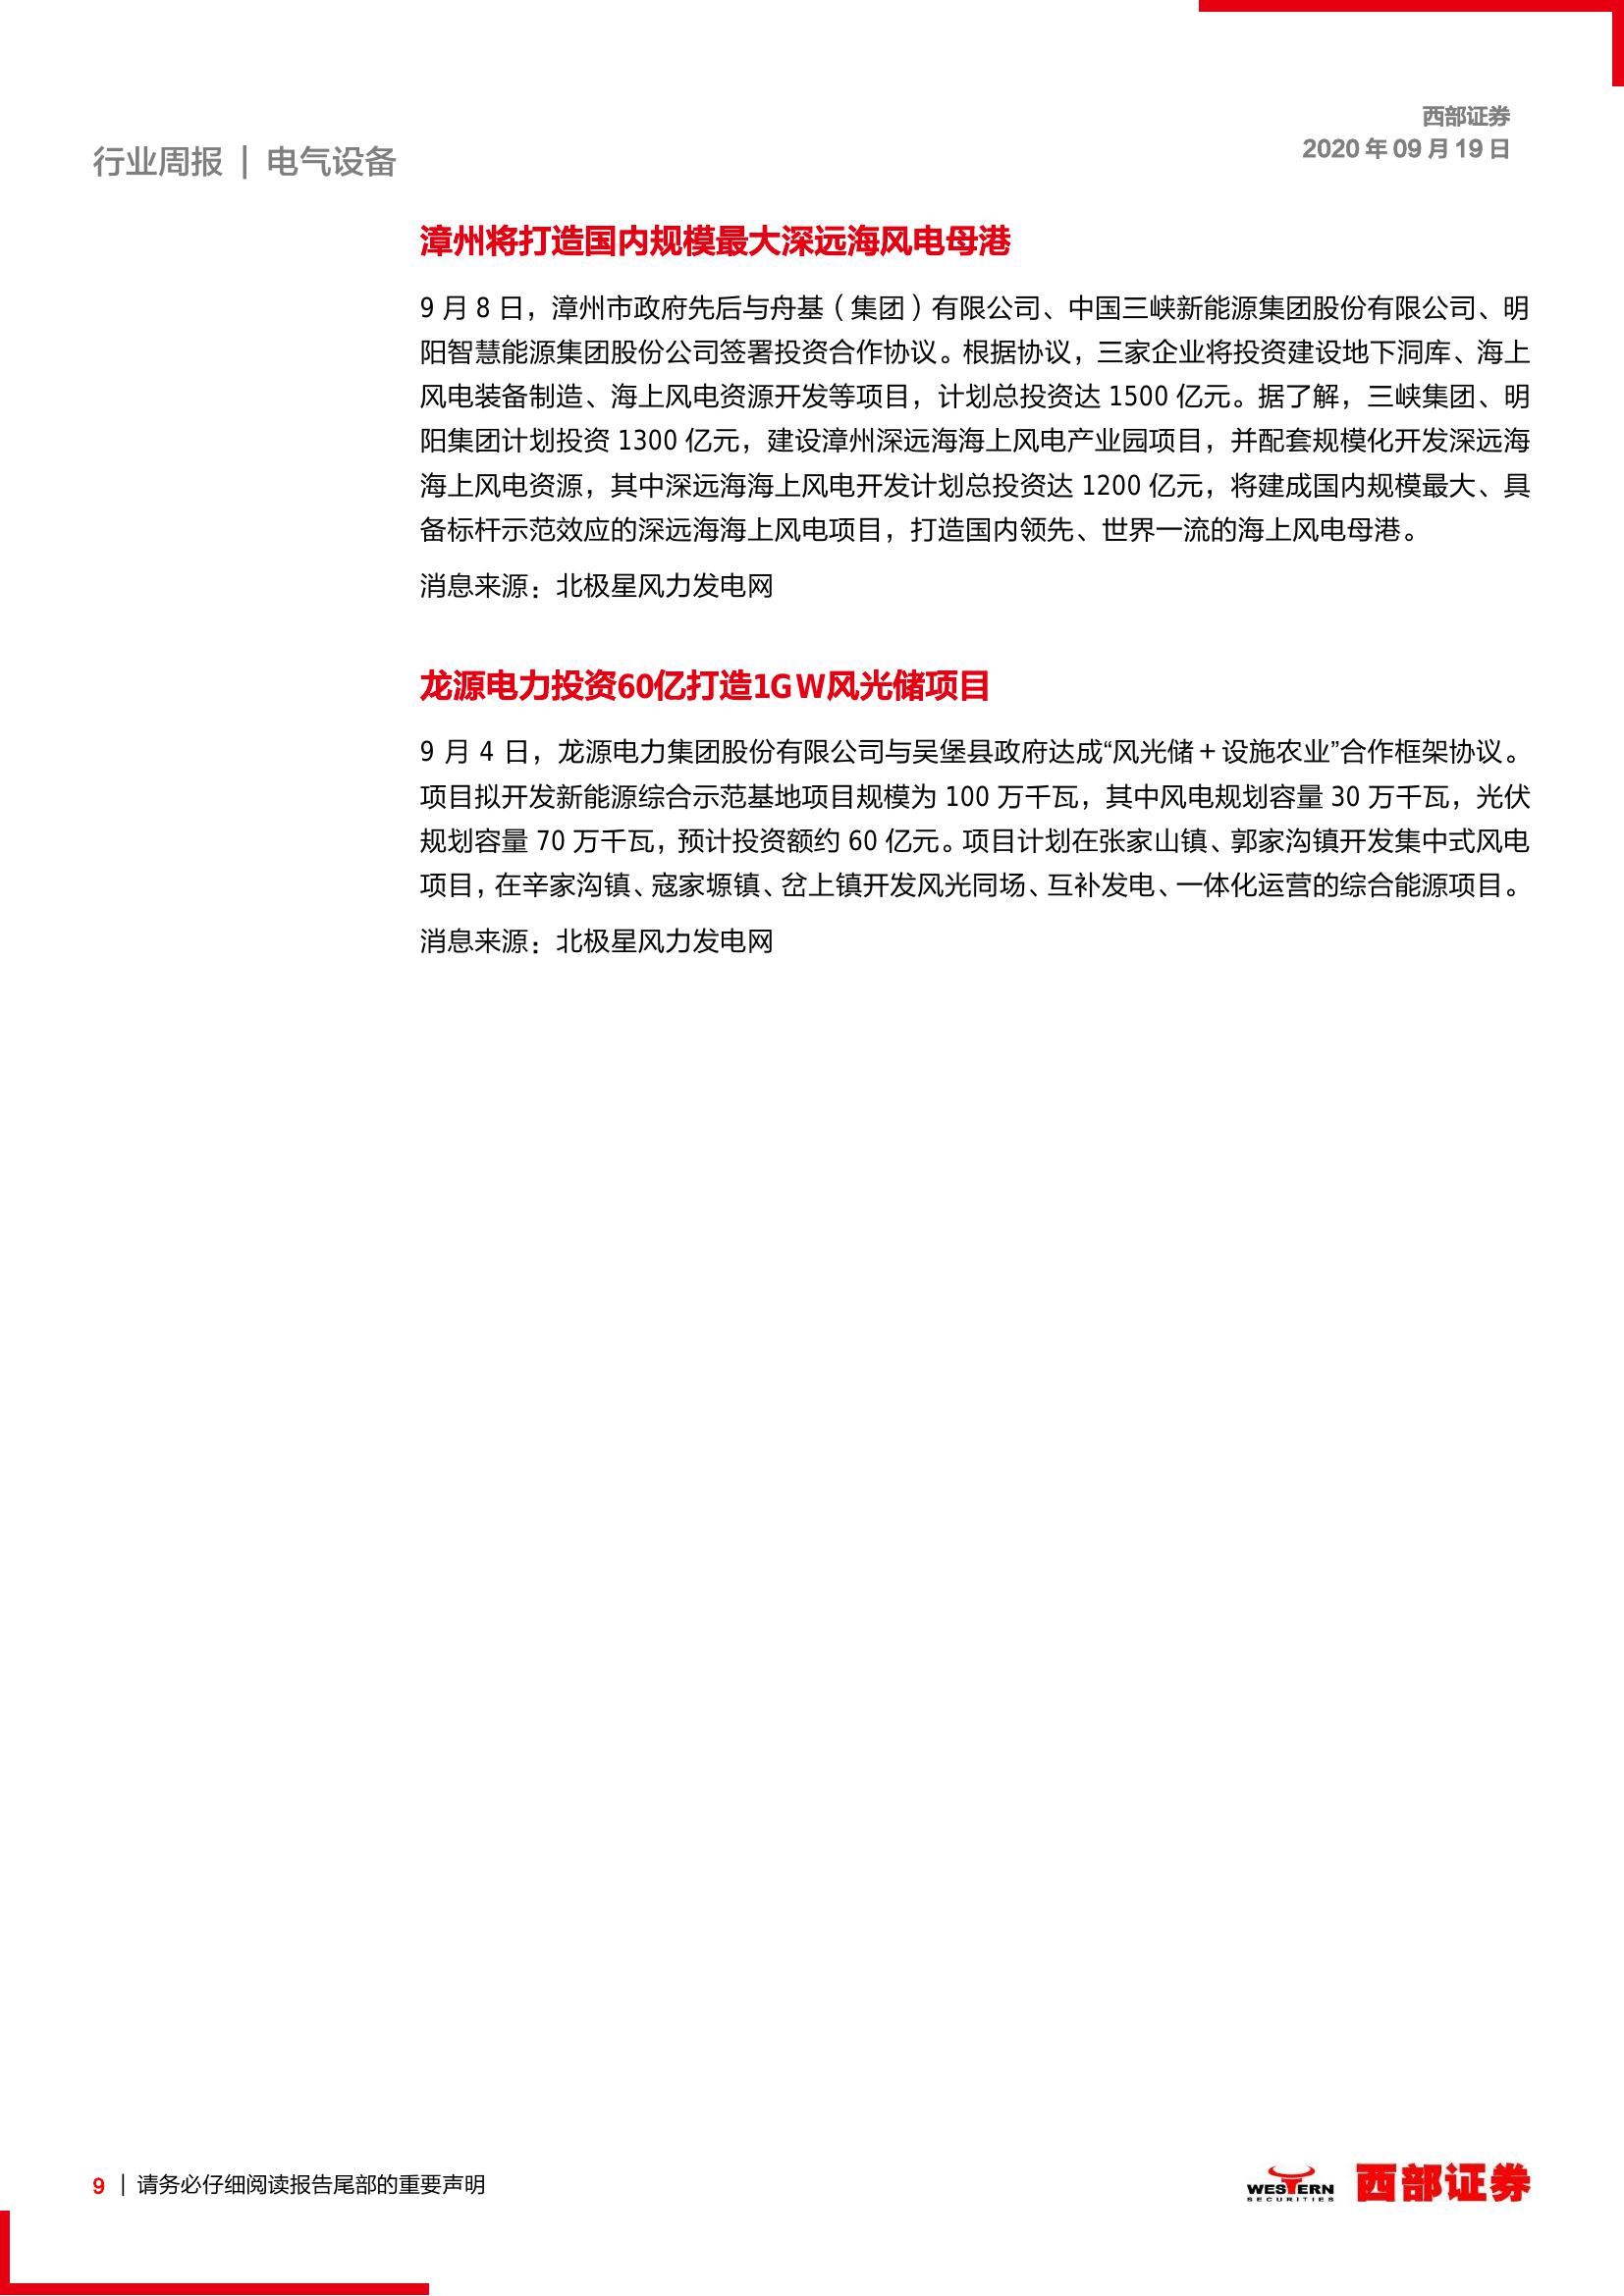 西部证券
2020 年 09 月 19 日
行业周报 | 电气设备
漳州将打造国内规模最大深远海风电母港
9 月 8 日，漳州市政府先后与舟基（集团）有限公司、中国三峡新能源集团股份有限公司、明
阳智慧能源集团股份公司签署投资合作协议。根据协议，三家企业将投资建设地下洞库、海上
风电装备制造、海上风电资源开发等项目，计划总投资达 1500 亿元。据了解，三峡集团、明
阳集团计划投资 1300 亿元，建设漳州深远海海上风电产业园项目，并配套规模化开发深远海
海上风电资源，其中深远海海上风电开发计划总投资达 1200 亿元，将建成国内规模最大、具
备标杆示范效应的深远海海上风电项目，打造国内领先、世界一流的海上风电母港。
消息来源：北极星风力发电网
龙源电力投资60亿打造1GW风光储项目
9 月 4 日，龙源电力集团股份有限公司与吴堡县政府达成“风光储＋设施农业”合作框架协议。
项目拟开发新能源综合示范基地项目规模为 100 万千瓦，其中风电规划容量 30 万千瓦，光伏
规划容量 70 万千瓦，预计投资额约 60 亿元。项目计划在张家山镇、郭家沟镇开发集中式风电
项目，在辛家沟镇、寇家塬镇、岔上镇开发风光同场、互补发电、一体化运营的综合能源项目。
消息来源：北极星风力发电网
9 | 请务必仔细阅读报告尾部的重要声明
WESTERN
SECURITIES
西部证券